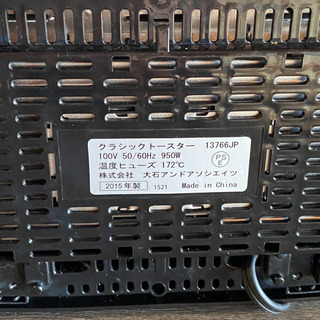 クラシックトースター 13766JP
100V 50/60Hz 950W
温度ヒューズ 172℃
株式会社 大石アンドアソシエイツ
2015年製 1521 Made in China
PS
E